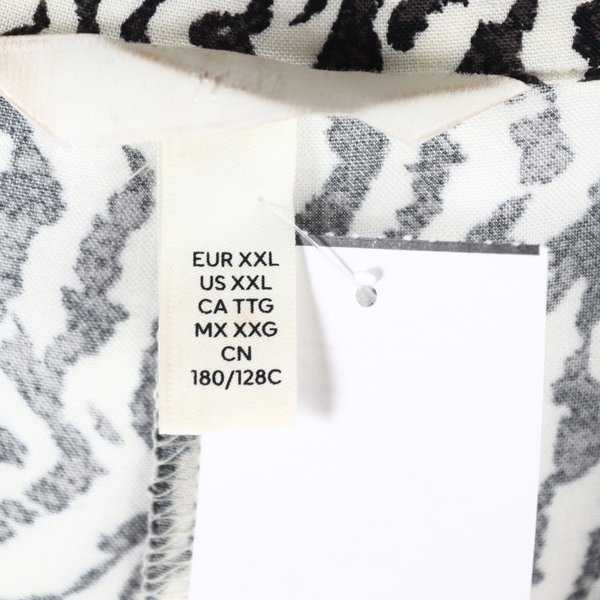 EUR XXL
US XXL
CA TTG
MX XXG
CN
180/128C